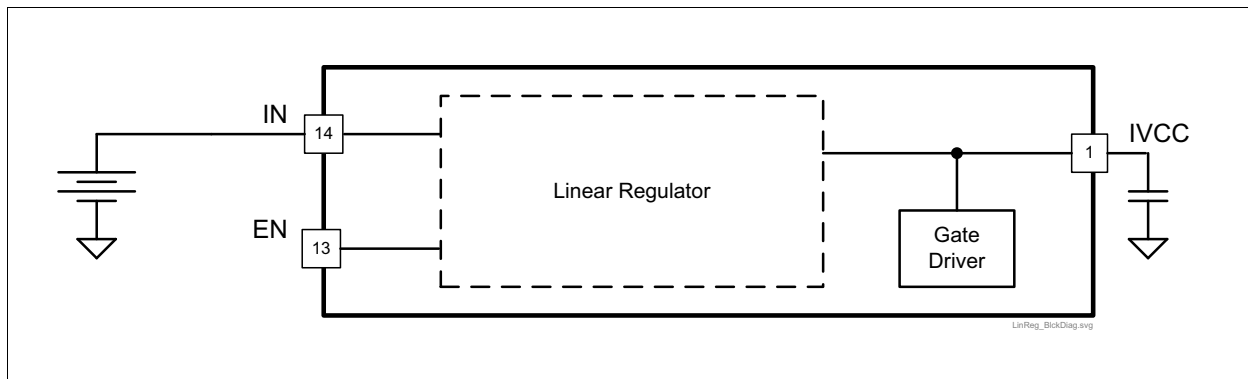 IN
14
Linear Regulator
EN
13
1
IVCC
Gate
Driver
LinReg_BlckDiag.svg